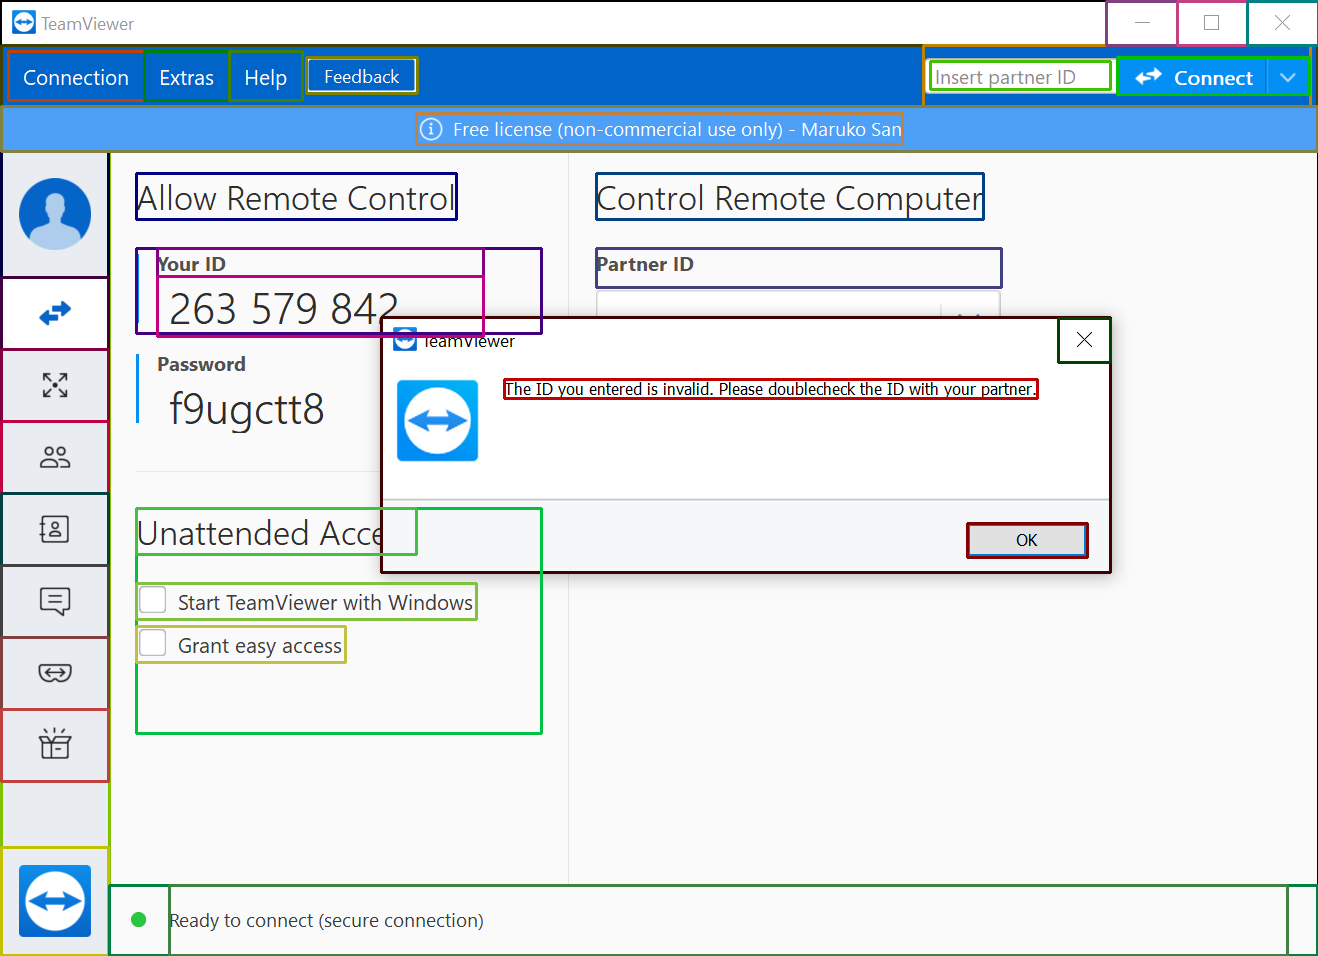 TeamViewer
Connection Extras Help Feedback
Insert partner ID Connect
Free license (non-commercial use only) - Maruko San
Allow Remote Control
Your ID
263 579 842
Password
f9ugctt8
Unattended Acce
Start TeamViewer with Windows
Grant easy access
Control Remote Computer
Partner ID
TeamViewer
The ID you entered is invalid. Please doublecheck the ID with your partner.
OK
Ready to connect (secure connection)